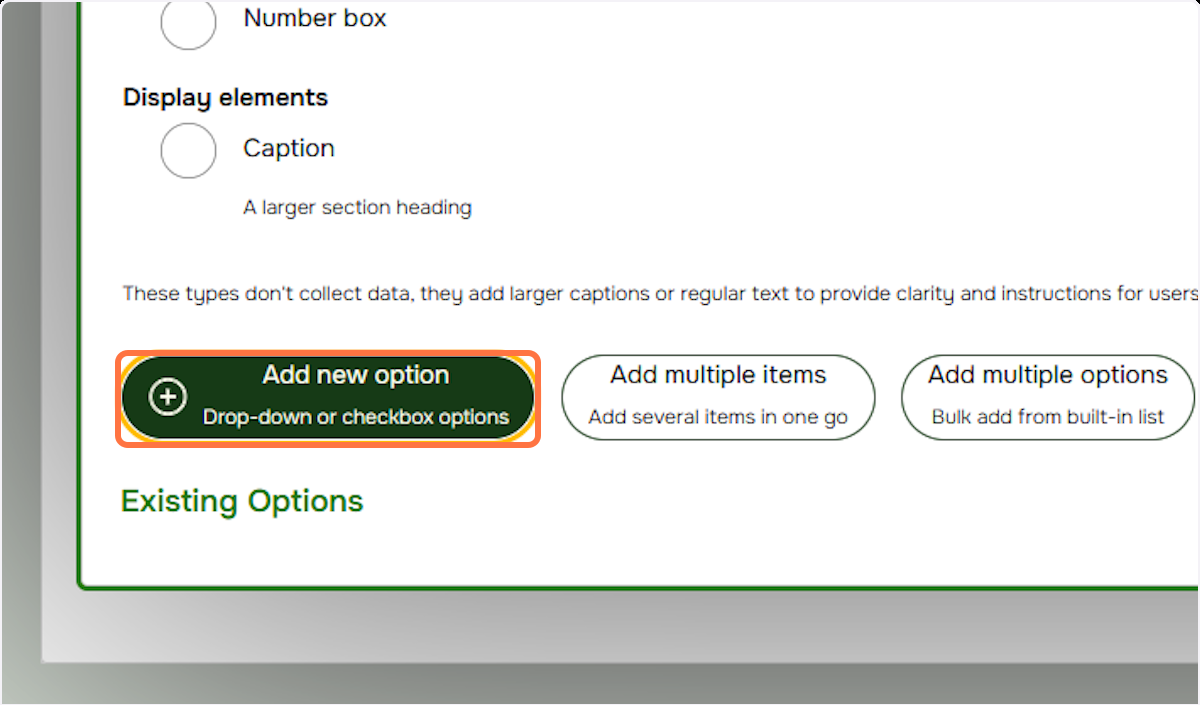 Number box
Display elements
Caption
A larger section heading
These types don't collect data, they add larger captions or regular text to provide clarity and instructions for users
Add new option
Drop-down or checkbox options
Add multiple items
Add several items in one go
Add multiple options
Bulk add from built-in list
Existing Options